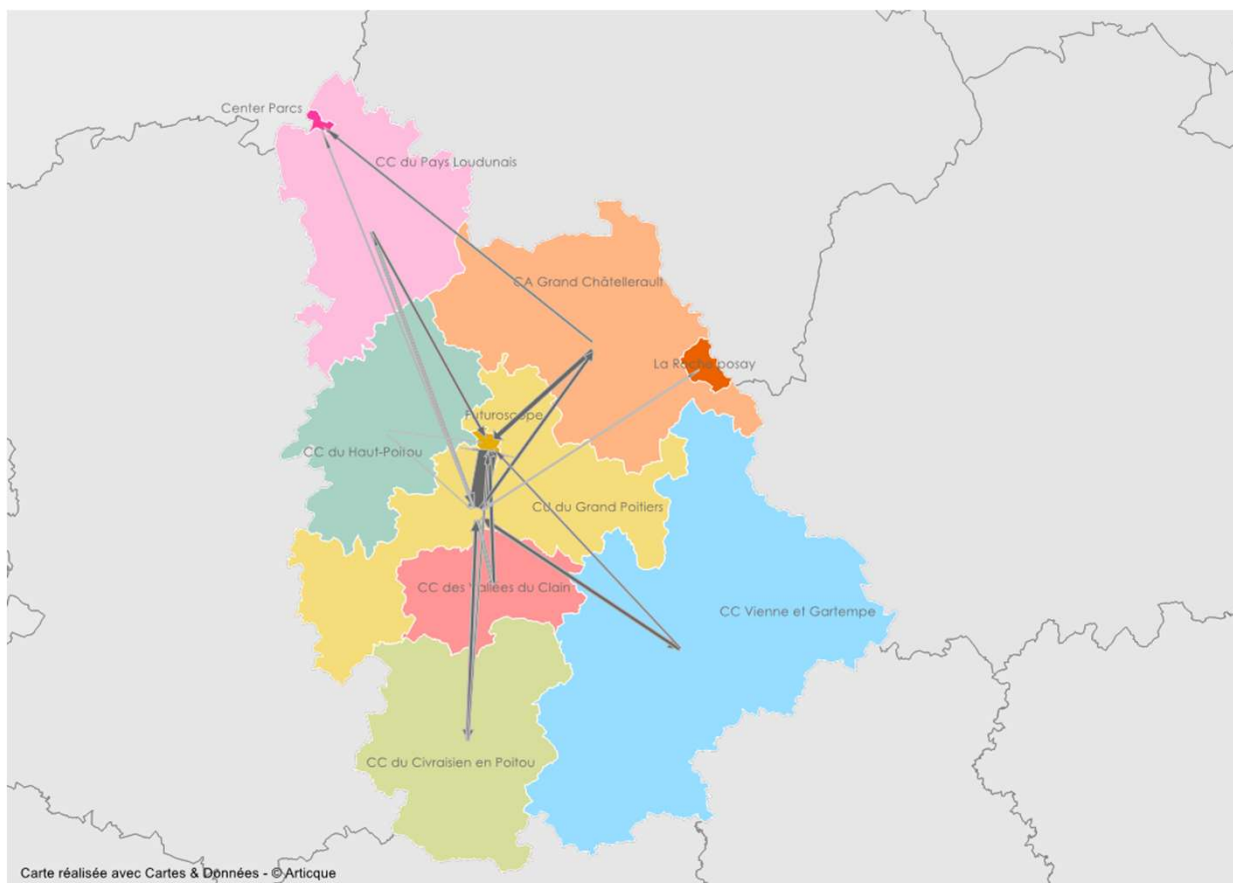 Center Parcs
CC du Pays Loudunais
CA Grand Châtellerault
La Roche-posay
Futuroscope
CC du Haut-Poitou
CU du Grand Poitiers
CC des Vallées du Clain
CC Vienne et Gartempe
CC du Civraisien en Poitou
Carte réalisée avec Cartes & Données - © Articque